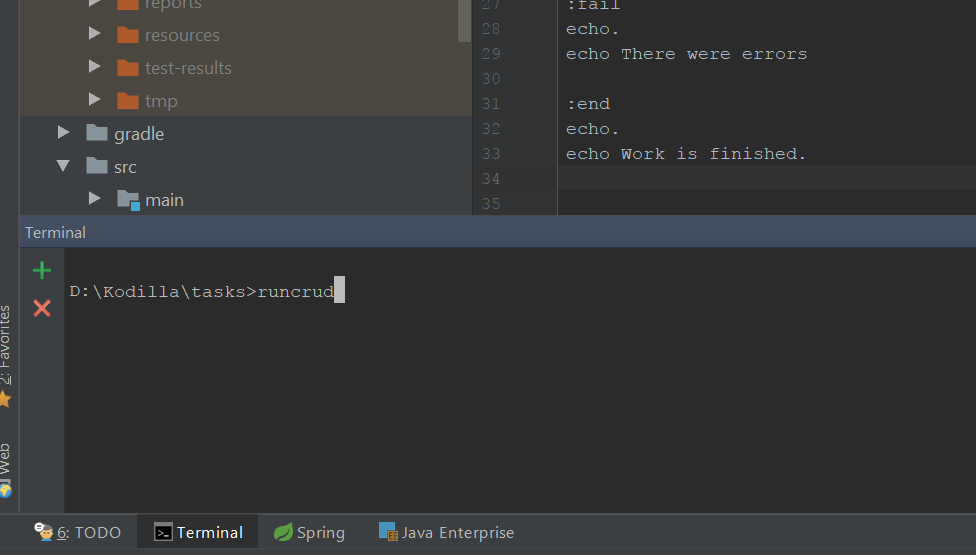 reports
resources
test-results
tmp
gradle
src
main
27 :fail
28 echo.
29 echo There were errors
30
31 :end
32 echo.
33 echo Work is finished.
34
35
Terminal
D:\Kodilla\tasks>runcrud
2: Favorites
Web
6: TODO
Terminal
Spring
Java Enterprise